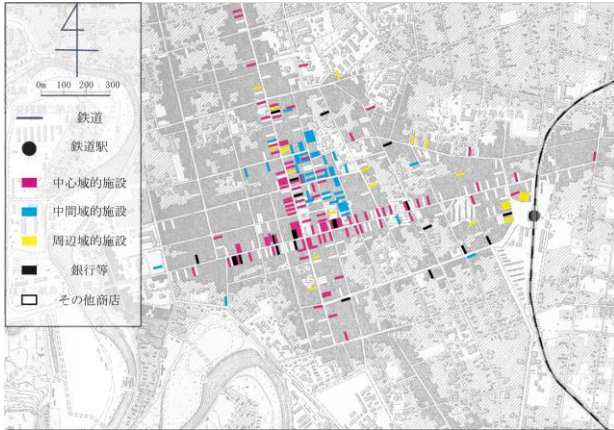 0m 100 200 300
鉄道
鉄道駅
中心域的施設
中間域的施設
周辺域的施設
銀行等
その他商店